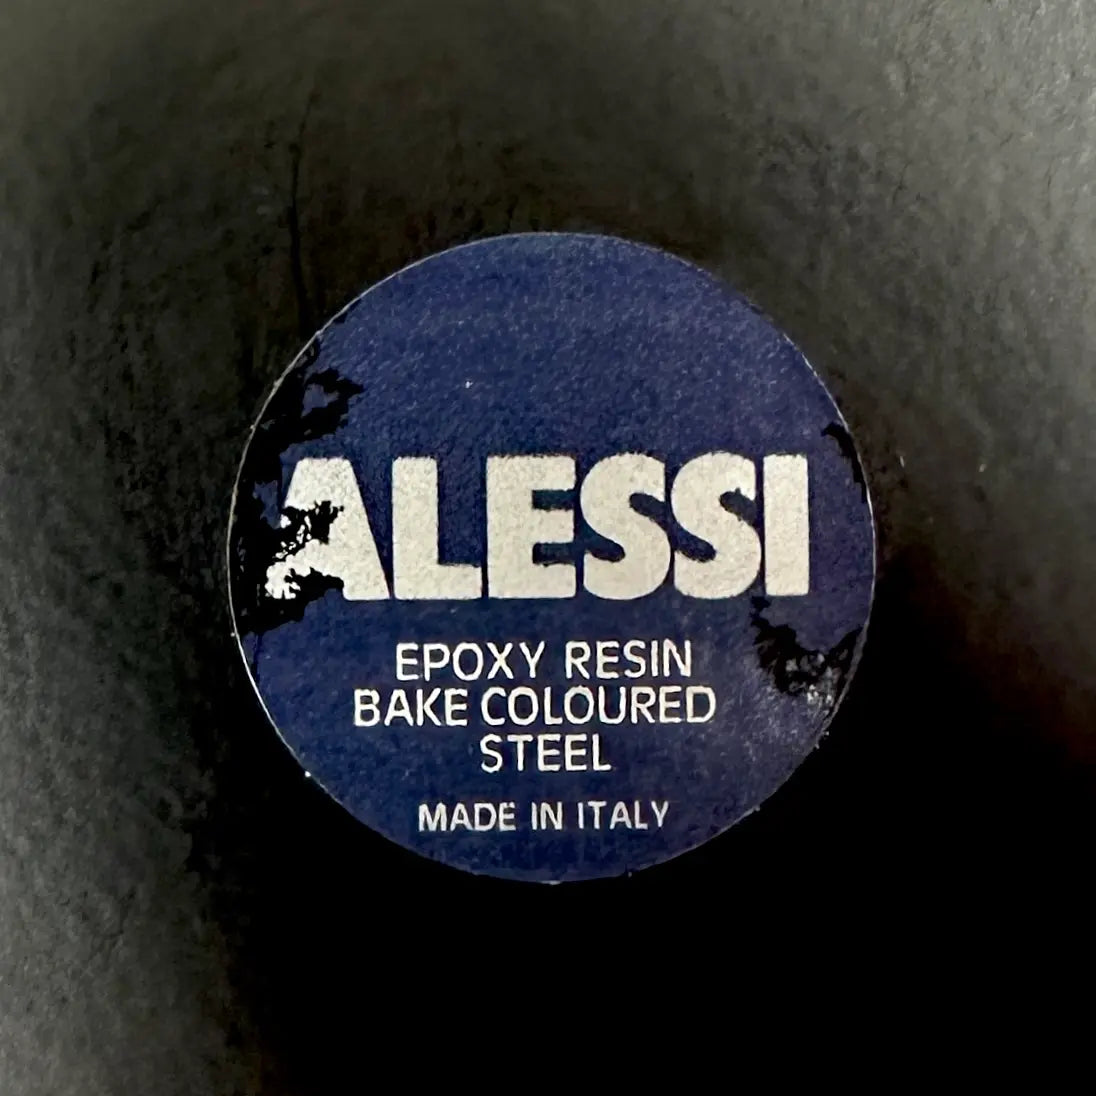 ALESSI
EPOXY RESIN
BAKE COLOURED
STEEL
MADE IN ITALY